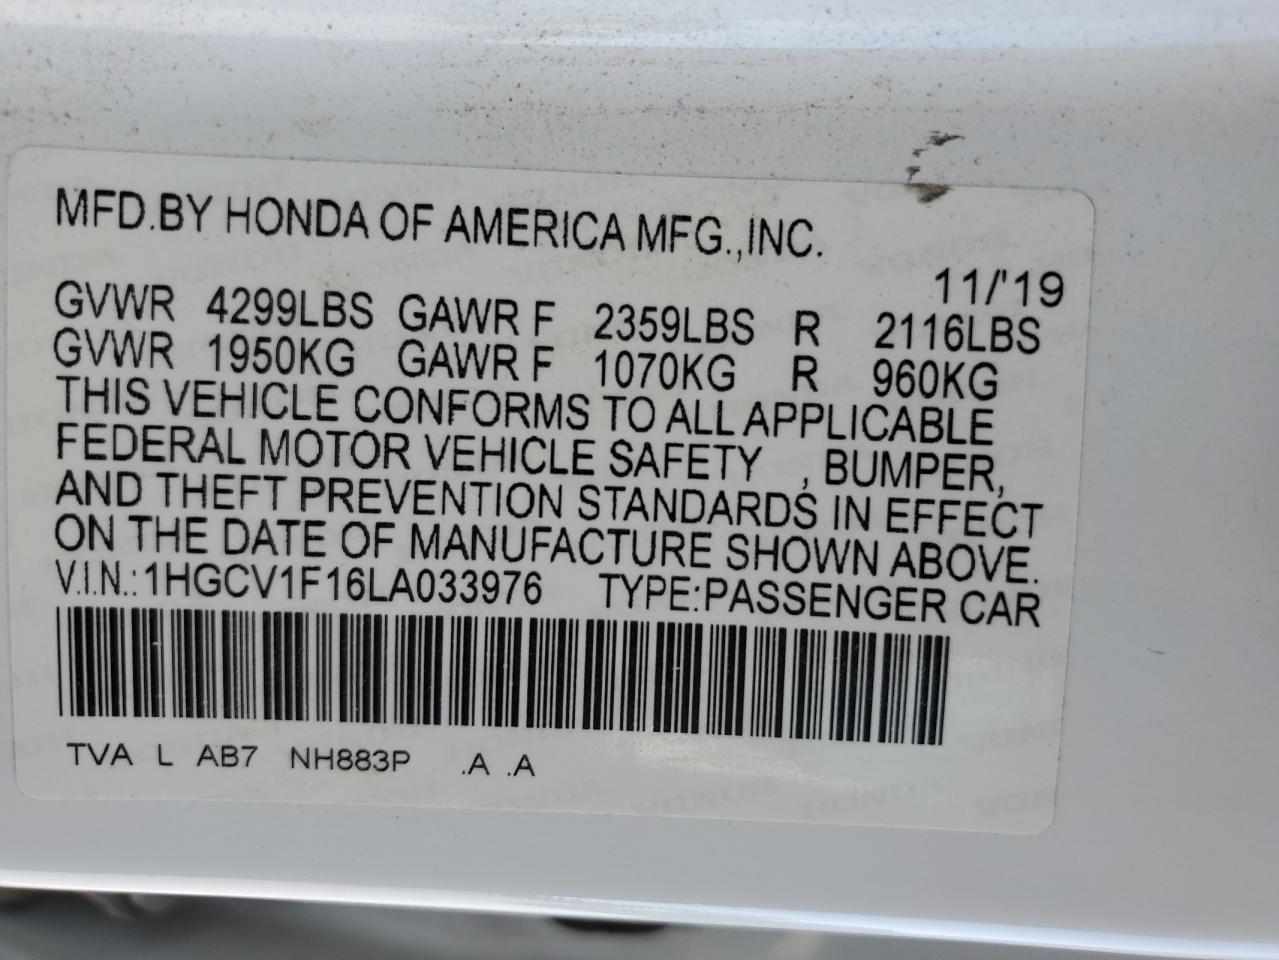 MFD.BY HONDA OF AMERICA MFG.,INC.
11/'19
GVWR 4299LBS GAWR F 2359LBS R 2116LBS
GVWR 1950KG GAWR F 1070KG R 960KG
THIS VEHICLE CONFORMS TO ALL APPLICABLE
FEDERAL MOTOR VEHICLE SAFETY , BUMPER,
AND THEFT PREVENTION STANDARDS IN EFFECT
ON THE DATE OF MANUFACTURE SHOWN ABOVE.
V.I.N.: 1HGCV1F16LA033976 TYPE:PASSENGER CAR
TVA L AB7 NH883P .A .A